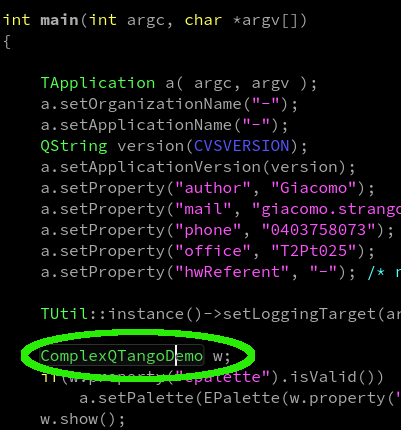 int main(int argc, char *argv[])
{
TApplication a( argc, argv );
a.setOrganizationName("-");
a.setApplicationName("-");
QString version(CVSVERSION);
a.setApplicationVersion(version);
a.setProperty("author", "Giacomo");
a.setProperty("mail", "giacomo.strango
a.setProperty("phone", "0403758073");
a.setProperty("office", "T2Pt025");
a.setProperty("hwReferent", "-"); /*
TUtil::instance()->setLoggingTarget(ar
ComplexQTangoDemo w;
if(w.property("epalette").isValid())
a.setPalette(EPalette(w.property("
w.show();